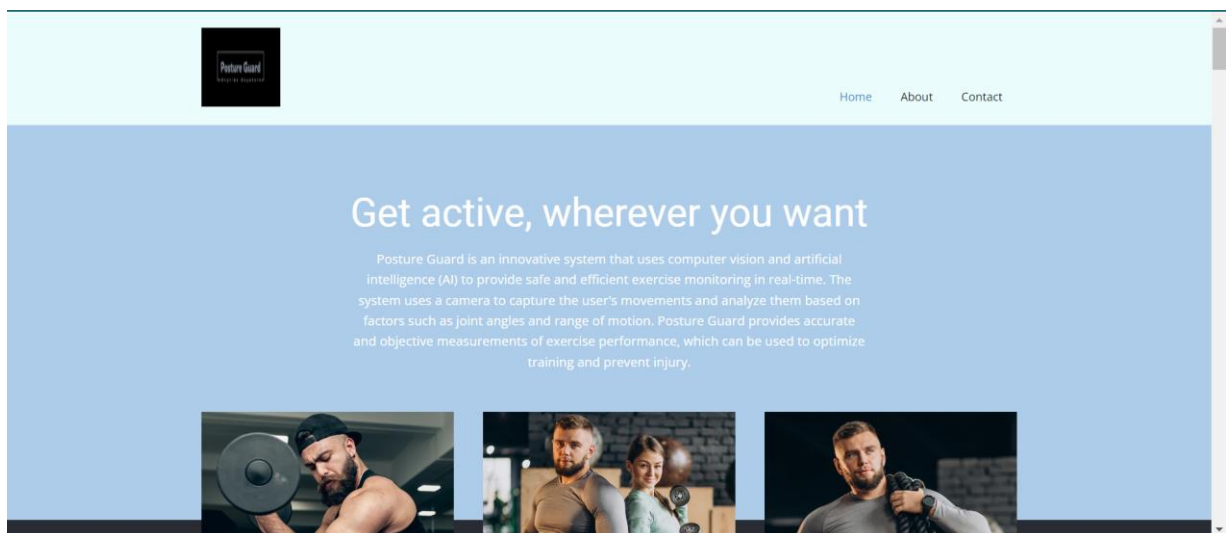 Posture Guard
Home About Contact
Get active, wherever you want
Posture Guard is an innovative system that uses computer vision and artificial
intelligence (AI) to provide safe and efficient exercise monitoring in real-time. The
system uses a camera to capture the user's movements and analyze them based on
factors such as joint angles and range of motion. Posture Guard provides accurate
and objective measurements of exercise performance, which can be used to optimize
training and prevent injury.